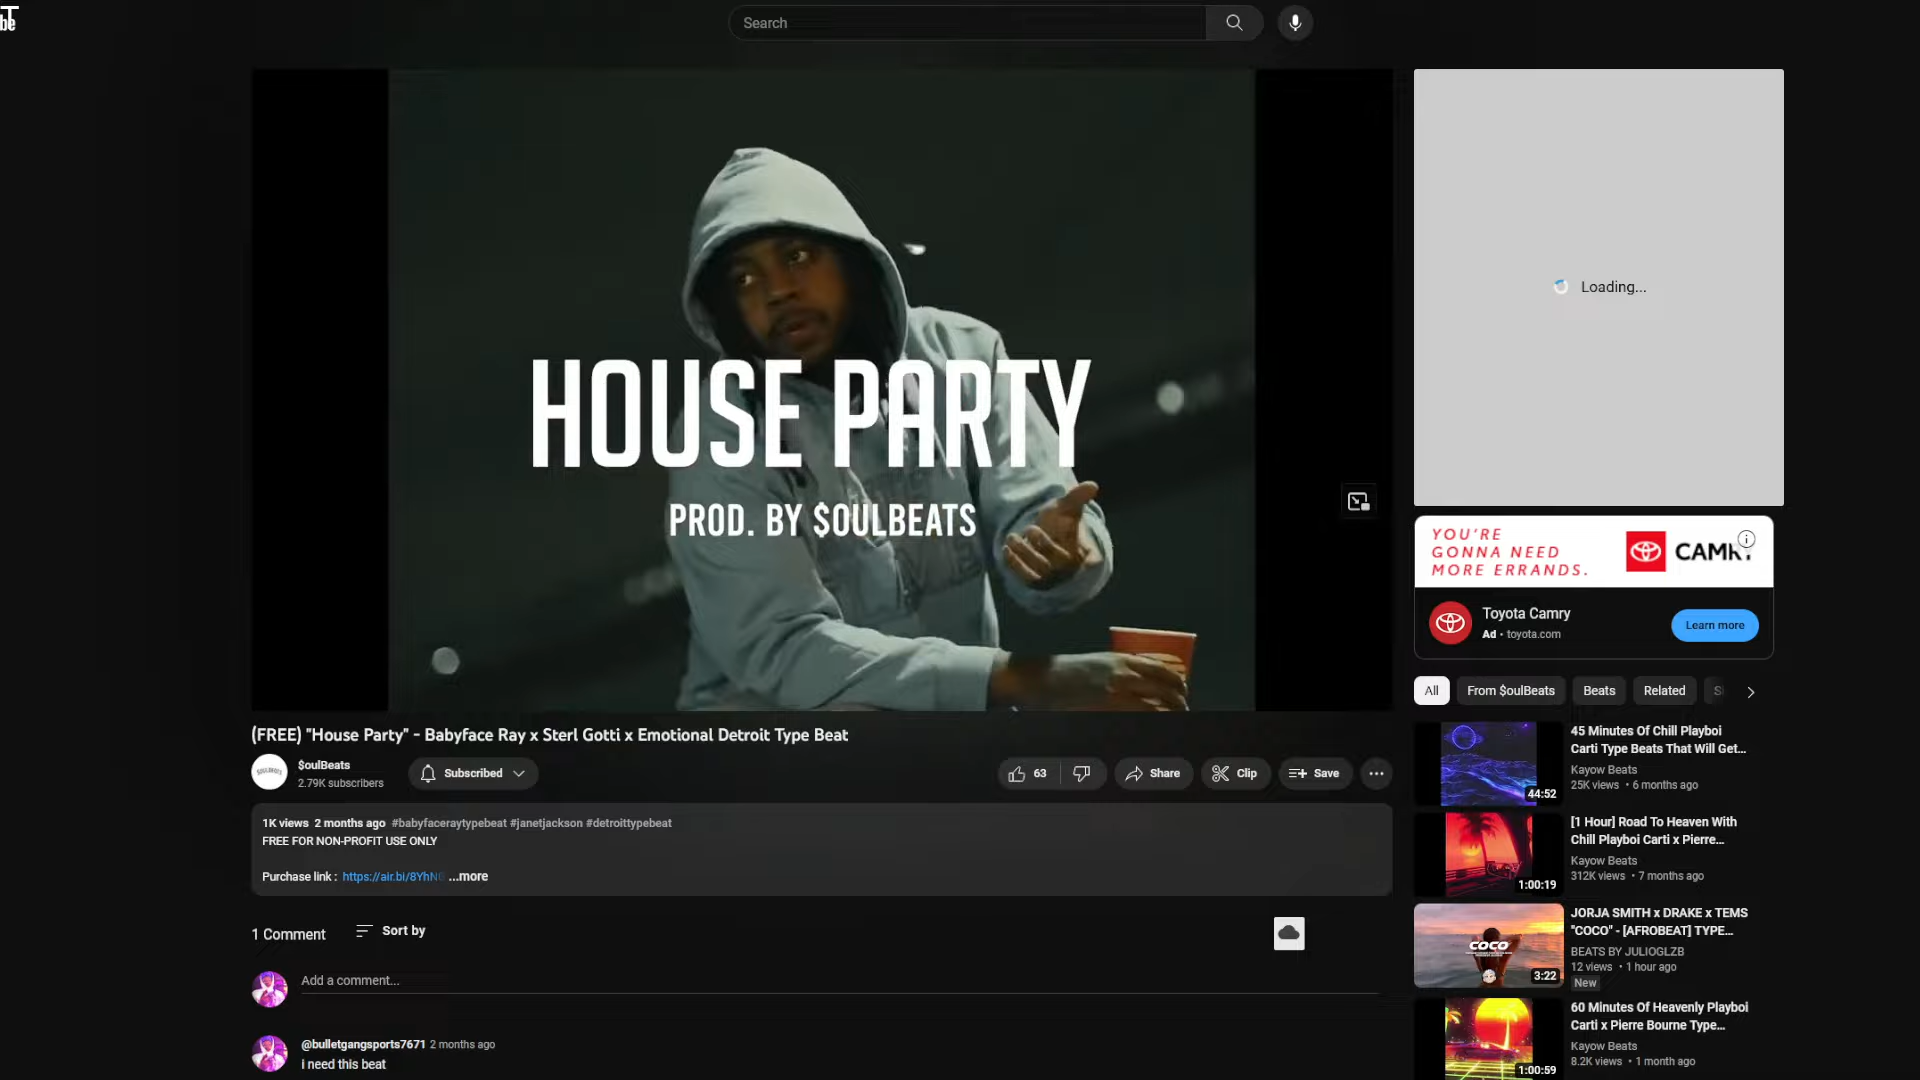 Search
HOUSE PARTY
PROD. BY $OULBEATS
(FREE) "House Party" - Babyface Ray x Sterl Gotti x Emotional Detroit Type Beat
$oulBeats
2.79K subscribers
Subscribed
63
Share
Clip
Save
1K views 2 months ago #babyfaceraytypebeat #janetjackson #detroittypebeat
FREE FOR NON-PROFIT USE ONLY
Purchase link : https://air.bi/8YhN ...more
1 Comment
Sort by
Add a comment...
@bulletgangsports7671 2 months ago
i need this beat
Loading...
YOU'RE
GONNA NEED
MORE ERRANDS.
CAMRY
Toyota Camry
Ad • toyota.com
Learn more
All
From $oulBeats
Beats
Related
44:52
45 Minutes Of Chill Playboi
Carti Type Beats That Will Get...
Kayow Beats
25K views • 6 months ago
1:00:19
[1 Hour] Road To Heaven With
Chill Playboi Carti x Pierre...
Kayow Beats
312K views • 7 months ago
COCO
3:22
JORJA SMITH x DRAKE x TEMS
"COCO" - [AFROBEAT] TYPE...
BEATS BY JULIOGLZB
12 views • 1 hour ago
New
1:00:59
60 Minutes Of Heavenly Playboi
Carti x Pierre Bourne Type...
Kayow Beats
8.2K views • 1 month ago